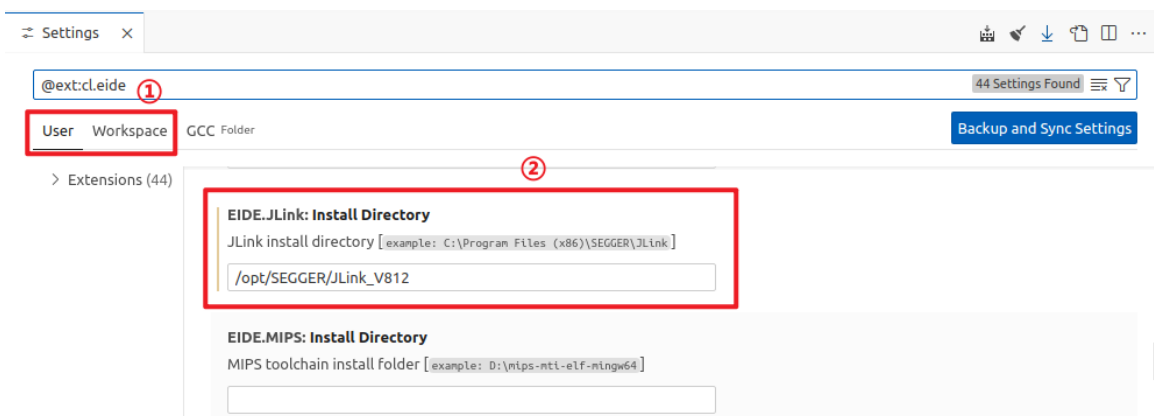 Settings
@ext:cl.eide
①
44 Settings Found
User Workspace GCC Folder
Backup and Sync Settings
②
Extensions (44)
EIDE.JLink: Install Directory
JLink install directory [example: C:\Program Files (x86)\SEGGER\JLink]
/opt/SEGGER/JLink_V812
EIDE.MIPS: Install Directory
MIPS toolchain install folder [example: D:\mips-mti-elf-mingw64]